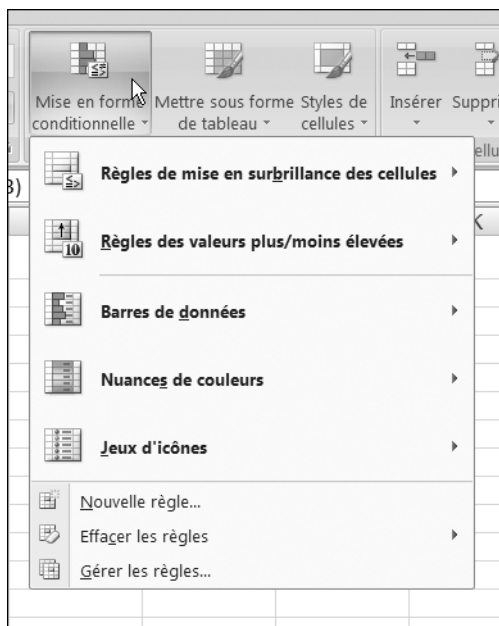 Mise en forme Mettre sous forme Styles de Insérer
conditionnelle de tableau cellules
3)
K
Règles de mise en surbrillance des cellules
10
Règles des valeurs plus/moins élevées
Barres de données
Nuances de couleurs
Jeux d'icônes
Nouvelle règle...
Effacer les règles
Gérer les règles...